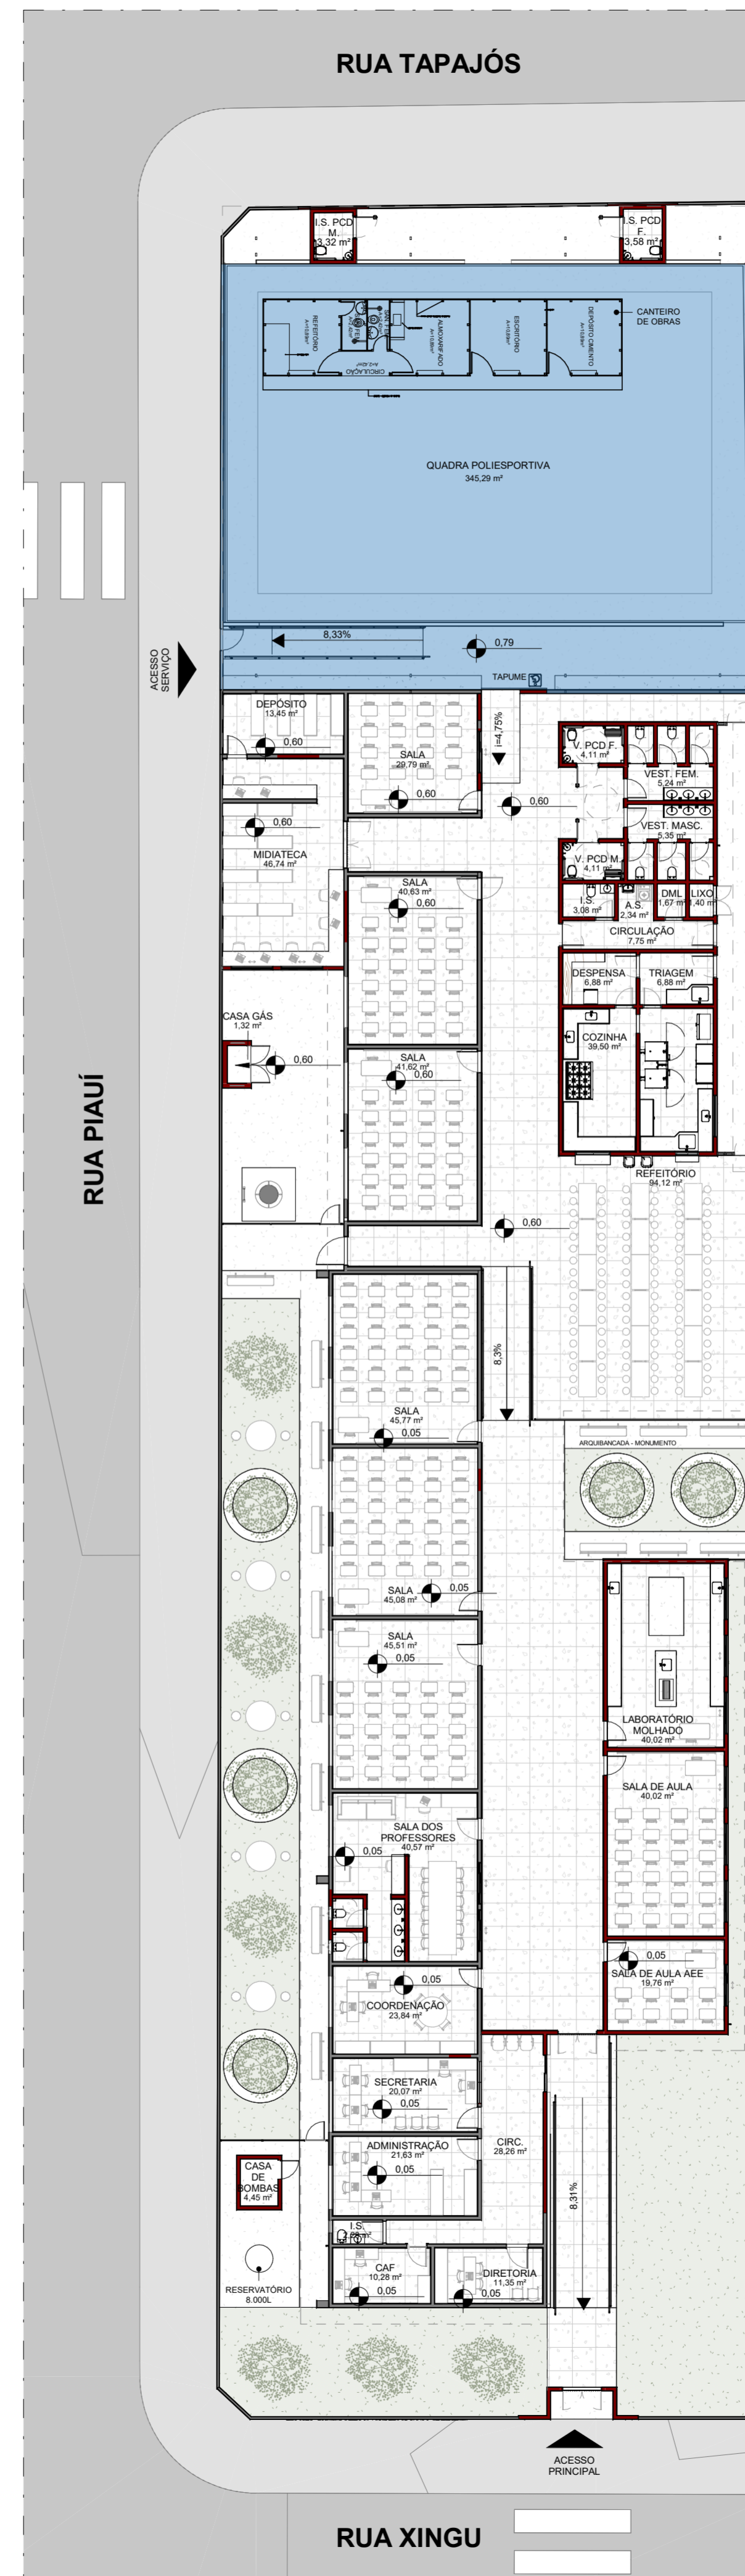 RUA TAPAJÓS
I.S. PCD
M.
3,32 m²
I.S. PCD
F.
3,58 m²
REFEITÓRIO
CIRCULAÇÃO
ALMOXARIFADO
ESCRITÓRIO
DEPÓSITO CIMENTO
CANTEIRO
DE OBRAS
QUADRA POLIESPORTIVA
345,29 m²
8,33%
0,79
TAPUME
ACESSO
SERVIÇO
DEPÓSITO
13,45 m²
0,60
SALA
29,79 m²
0,60
i=4,75%
0,60
V. PCD F.
4,11 m²
VEST. FEM.
5,24 m²
VEST. MASC.
5,35 m²
V. PCD M.
4,11 m²
0,60
MIDIATECA
46,74 m²
SALA
40,63 m²
0,60
I.S.
3,08 m²
A.S.
2,34 m²
DML
1,67 m²
LIXO
1,40 m²
CIRCULAÇÃO
7,75 m²
DESPENSA
6,88 m²
TRIAGEM
6,88 m²
CASA GÁS
1,32 m²
0,60
COZINHA
39,50 m²
SALA
41,62 m²
0,60
RUA PIAUÍ
REFEITÓRIO
94,12 m²
0,60
8,3%
SALA
45,77 m²
0,05
ARQUIBANCADA - MONUMENTO
SALA
45,08 m²
0,05
SALA
45,51 m²
0,05
LABORATÓRIO
MOLHADO
40,02 m²
SALA DE AULA
40,02 m²
SALA DOS
PROFESSORES
40,57 m²
0,05
0,05
SALA DE AULA AEE
19,76 m²
0,05
COORDENAÇÃO
23,84 m²
SECRETARIA
20,07 m²
0,05
CIRC.
28,26 m²
ADMINISTRAÇÃO
21,63 m²
0,05
CASA
DE
BOMBAS
4,45 m²
8,31%
I.S.
CAF
10,28 m²
0,05
DIRETORIA
11,35 m²
0,05
RESERVATÓRIO
8.000L
ACESSO
PRINCIPAL
RUA XINGU